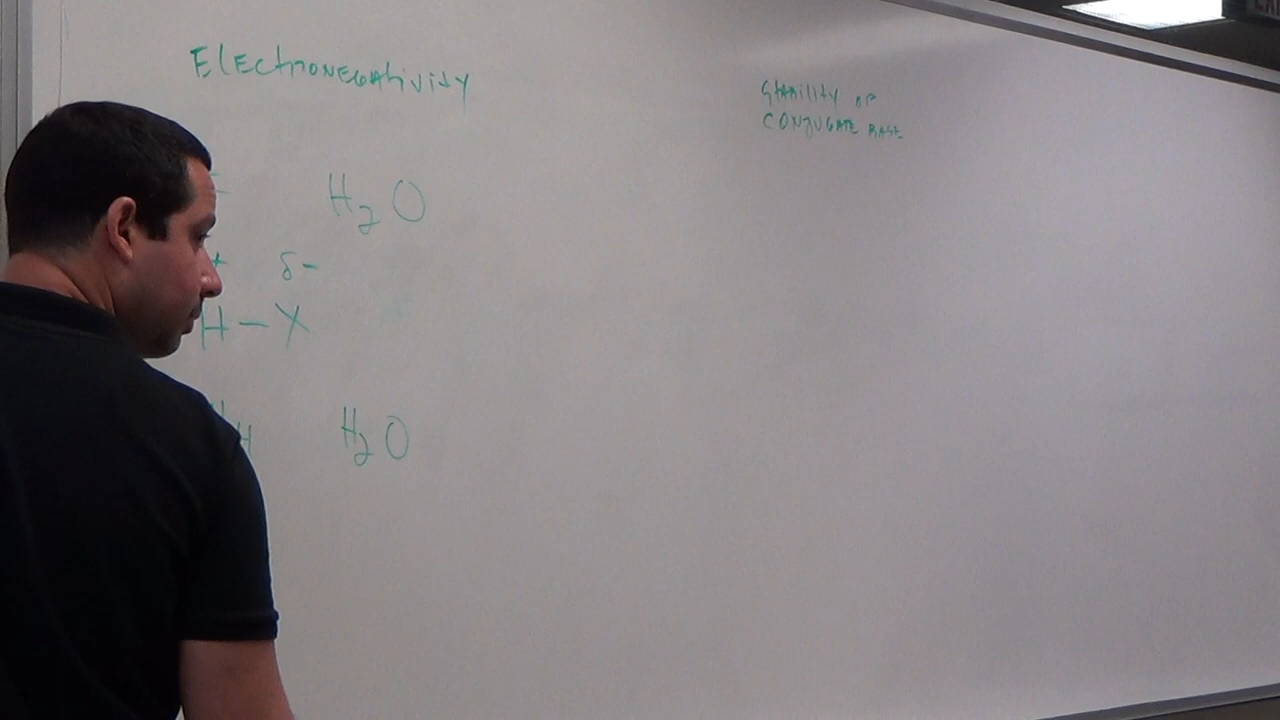 Electronegativity
Stability of
conjugate base
H2O
δ-
H-X
H H2O